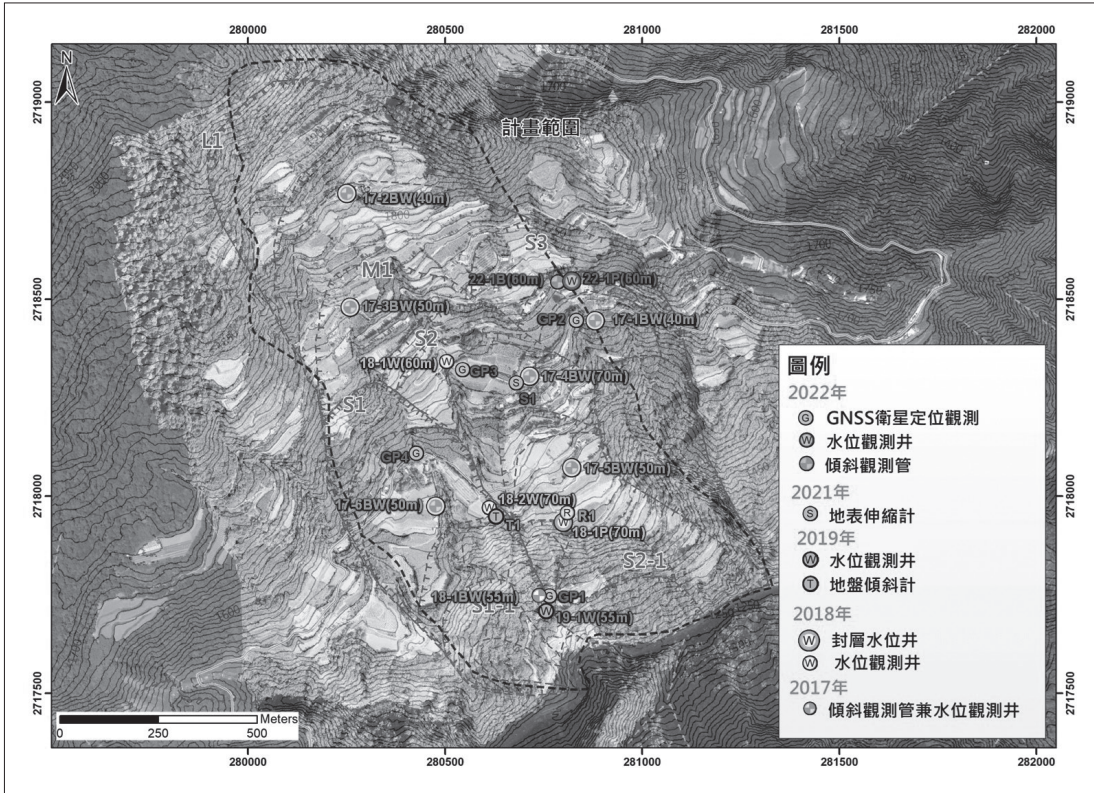 280000 280500 281000 281500 282000
N
2719000
2719000
計畫範圍
L1
17-2BW(40m)
1800
1700
S3
M1
22-1B(60m)
W
22-1P(60m)
2718500
2718500
17-3BW(50m)
GP2
G
17-1BW(40m)
S2
18-1W(60m)
W
G
GP3
17-4BW(70m)
S
S1
S1
GP4
G
17-5BW(50m)
2718000
2718000
17-6BW(50m)
W
18-2W(70m)
T
T1
R
R1
W
18-1P(70m)
S2-1
18-1BW(55m)
S1-1
G
GP1
W
19-1W(55m)
2717500
2717500
圖例
2022年
G GNSS衛星定位觀測
W 水位觀測井
傾斜觀測管
2021年
S 地表伸縮計
2019年
W 水位觀測井
T 地盤傾斜計
2018年
W 封層水位井
W 水位觀測井
2017年
傾斜觀測管兼水位觀測井
Meters
0 250 500
280000 280500 281000 281500 282000